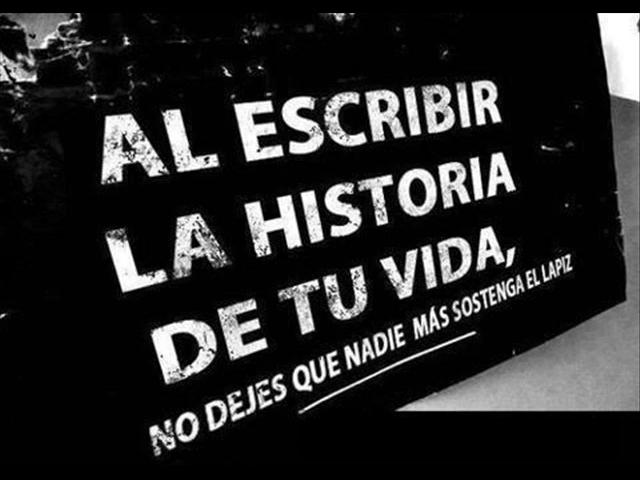 AL ESCRIBIR
LA HISTORIA
DE TU VIDA,
NO DEJES QUE NADIE MÁS SOSTENGA EL LAPIZ